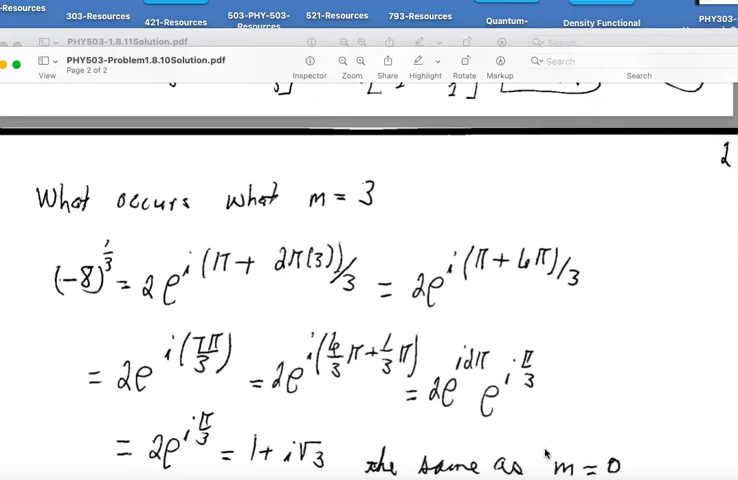 -Resources
303-Resources
421-Resources
503-PHY-503-
Resources
521-Resources
793-Resources
Quantum-
Density Functional
PHY303-
PHY503-1.8.11Solution.pdf
Search
PHY503-Problem1.8.10Solution.pdf
Page 2 of 2
View
Inspector
Zoom
Share
Highlight
Rotate
Markup
Search
Search
2
What occurs what m = 3
(-8)^{1/3} = 2e^{i(π + 2π(3))/3} = 2e^{i(π + 6π)/3}
= 2e^{i(7π/3)} = 2e^{i(6/3 π + 1/3 π)} = 2e^{i2π} e^{iπ/3}
= 2e^{iπ/3} = 1 + i√3 the same as m = 0